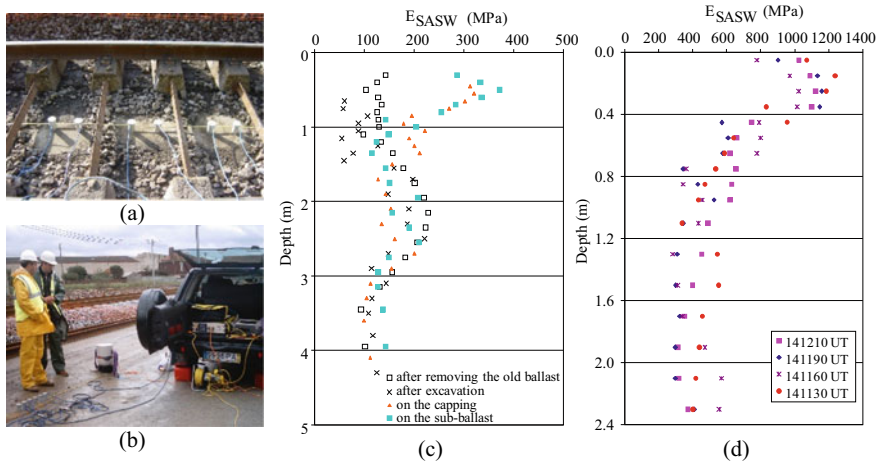 (a)
(b)
E_SASW (MPa)
0 100 200 300 400 500
Depth (m)
0
1
2
3
4
5
after removing the old ballast
after excavation
on the capping
on the sub-ballast
(c)
E_SASW (MPa)
0 200 400 600 800 1000 1200 1400
Depth (m)
0.0
0.4
0.8
1.2
1.6
2.0
2.4
141210 UT
141190 UT
141160 UT
141130 UT
(d)